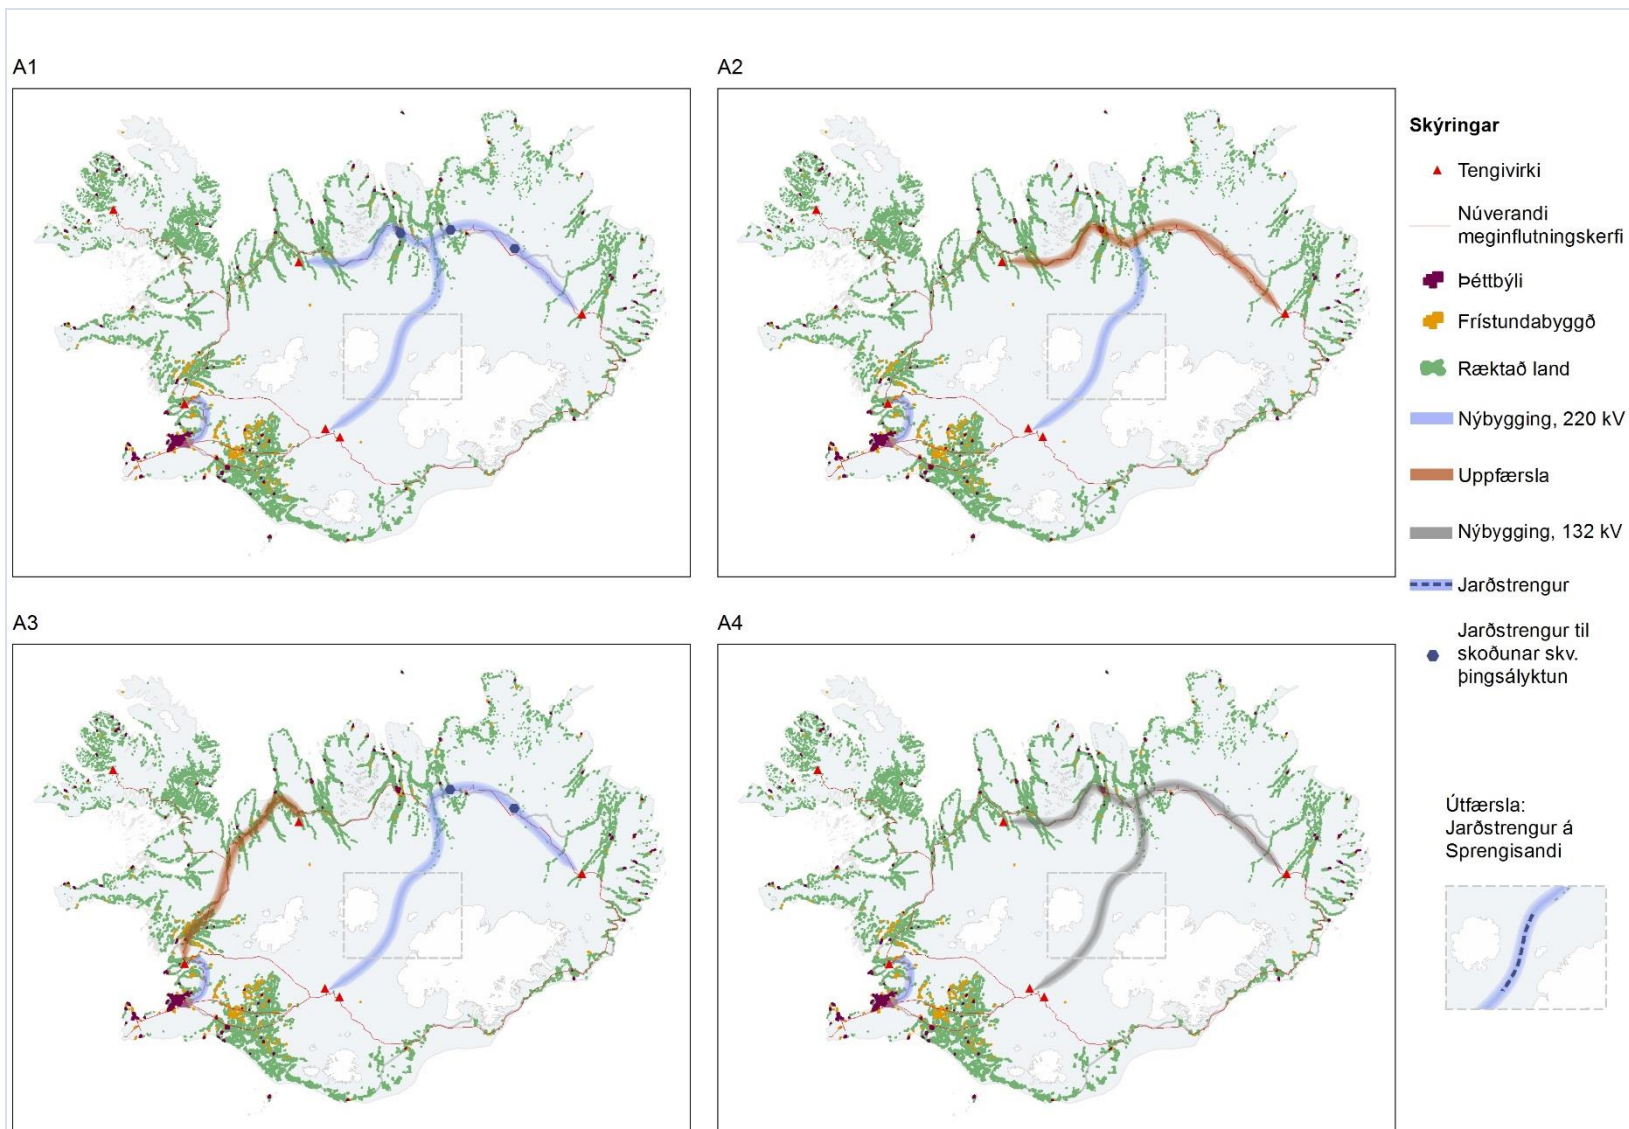 A1
A2
Skýringar
Tengivirki
Núverandi
meginflutningskerfi
Þéttbýli
Frístundabyggð
Ræktað land
Nýbygging, 220 kV
Uppfærsla
Nýbygging, 132 kV
Jarðstrengur
Jarðstrengur til
skoðunar skv.
þingsályktun
A3
A4
Útfærsla:
Jarðstrengur á
Sprengisandi